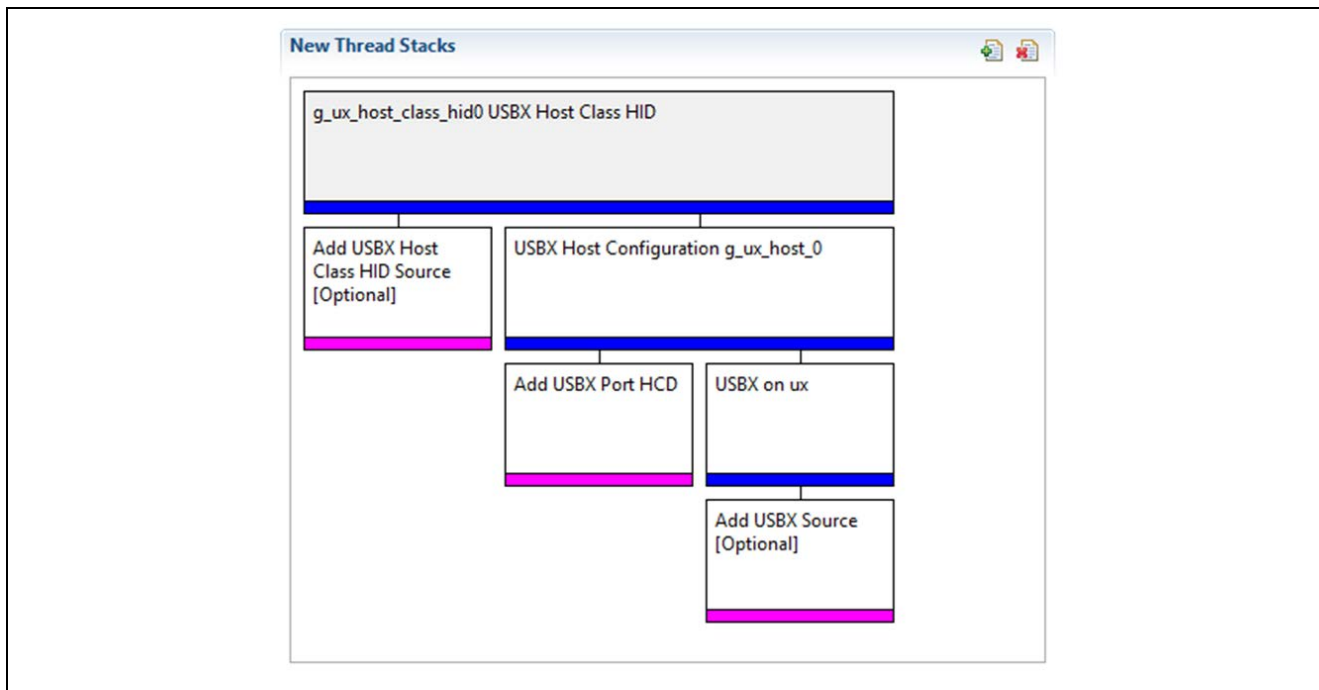 New Thread Stacks
g_ux_host_class_hid0 USBX Host Class HID
Add USBX Host
Class HID Source
[Optional]
USBX Host Configuration g_ux_host_0
Add USBX Port HCD
USBX on ux
Add USBX Source
[Optional]